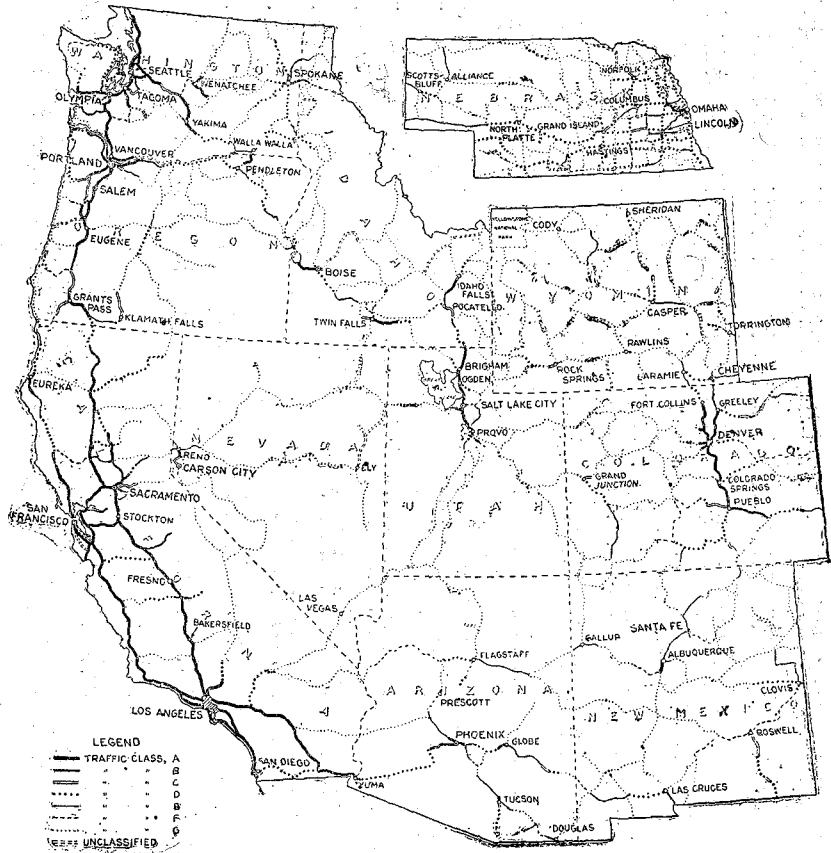 WASHINGTON
SEATTLE
SPOKANE
WENATCHEE
OLYMPIA
TACOMA
YAKIMA
WALLA WALLA
VANCOUVER
PORTLAND
PENDLETON
SALEM
OREGON
EUGENE
GRANTS
PASS
KLAMATH FALLS
IDAHO
BOISE
TWIN FALLS
IDAHO
FALLS
POCATELLO
NEBRAS
SCOTTS-
BLUFF
ALLIANCE
NORFOLK
COLUMBUS
OMAHA
LINCOLN
NORTH
PLATTE
GRAND ISLAND
HASTINGS
YELLOWSTONE
NATIONAL
PARK
CODY
SHERIDAN
WYOMING
CASPER
TORRINGTON
RAWLINS
ROCK
SPRINGS
LARAMIE
CHEYENNE
BRIGHAM
OGDEN
SALT LAKE CITY
PROVO
UTAH
FORT COLLINS
GREELEY
DENVER
COLORADO
GRAND
JUNCTION
COLORADO
SPRINGS
PUEBLO
EUREKA
NEVADA
RENO
CARSON CITY
ELY
SACRAMENTO
SAN
FRANCISCO
STOCKTON
FRESNO
BAKERSFIELD
LAS
VEGAS
LOS ANGELES
SAN DIEGO
YUMA
FLAGSTAFF
ARIZONA
PRESCOTT
PHOENIX
GLOBE
TUCSON
DOUGLAS
GALLUP
SANTA FE
ALBUQUERQUE
NEW MEXICO
CLOVIS
ROSWELL
LAS CRUCES
LEGEND
TRAFFIC CLASS, A
" " B
" " C
" " D
" " F
" " G
UNCLASSIFIED